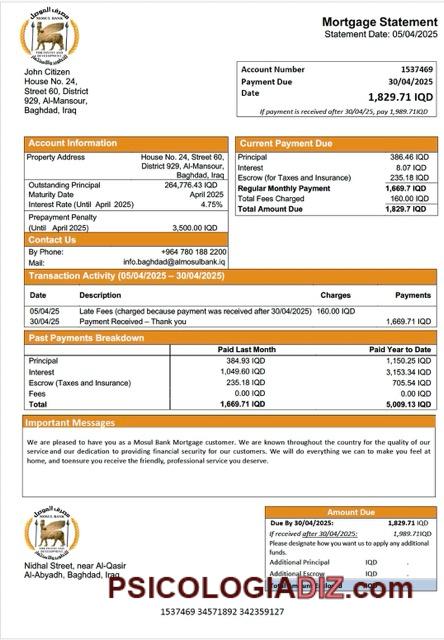 مصرف الموصل
MOSUL BANK
FOR INVEST AND
DEVELOPMENT
Mortgage Statement
Statement Date: 05/04/2025
John Citizen
House No. 24,
Street 60, District
929, Al-Mansour,
Baghdad, Iraq
Account Number 1537469
Payment Due 30/04/2025
Date 1,829.71 IQD
If payment is received after 30/04/25, pay 1,989.71IQD
Account Information
Property Address House No. 24, Street 60,
District 929, Al-Mansour,
Baghdad, Iraq
Outstanding Principal 264,776.43 IQD
Maturity Date April 2025
Interest Rate (Until April 2025) 4.75%
Prepayment Penalty
(Until April 2025) 3,500.00 IQD
Contact Us
By Phone: +964 780 188 2200
Mail: info.baghdad@almosulbank.iq
Current Payment Due
Principal 386.46 IQD
Interest 8.07 IQD
Escrow (for Taxes and Insurance) 235.18 IQD
Regular Monthly Payment 1,669.7 IQD
Total Fees Charged 160.00 IQD
Total Amount Due 1,829.7 IQD
Transaction Activity (05/04/2025 – 30/04/2025)
Date Description Charges Payments
05/04/25 Late Fees (charged because payment was received after 30/04/2025) 160.00 IQD
30/04/25 Payment Received – Thank you 1,669.71 IQD
Past Payments Breakdown
Paid Last Month Paid Year to Date
Principal 384.93 IQD 1,150.25 IQD
Interest 1,049.60 IQD 3,153.34 IQD
Escrow (Taxes and Insurance) 235.18 IQD 705.54 IQD
Fees 0.00 IQD 0.00 IQD
Total 1,669.71 IQD 5,009.13 IQD
Important Messages
We are pleased to have you as a Mosul Bank Mortgage customer. We are known throughout the country for the quality of our
service and our dedication to providing financial security for our customers. We will do everything we can to make you feel at
home, and toensure you receive the friendly, professional service you deserve.
مصرف الموصل
MOSUL BANK
FOR INVEST AND
DEVELOPMENT
Nidhal Street, near Al-Qasir
Al-Abyadh, Baghdad, Iraq
Amount Due
Due By 30/04/2025: 1,829.71 IQD
If received after 30/04/2025: 1,989.71IQD
Please designate how you want us to apply any additional
funds.
Additional Principal .
Additional Escrow .
PSICOLOGIADIZ.com
1537469 34571892 342359127